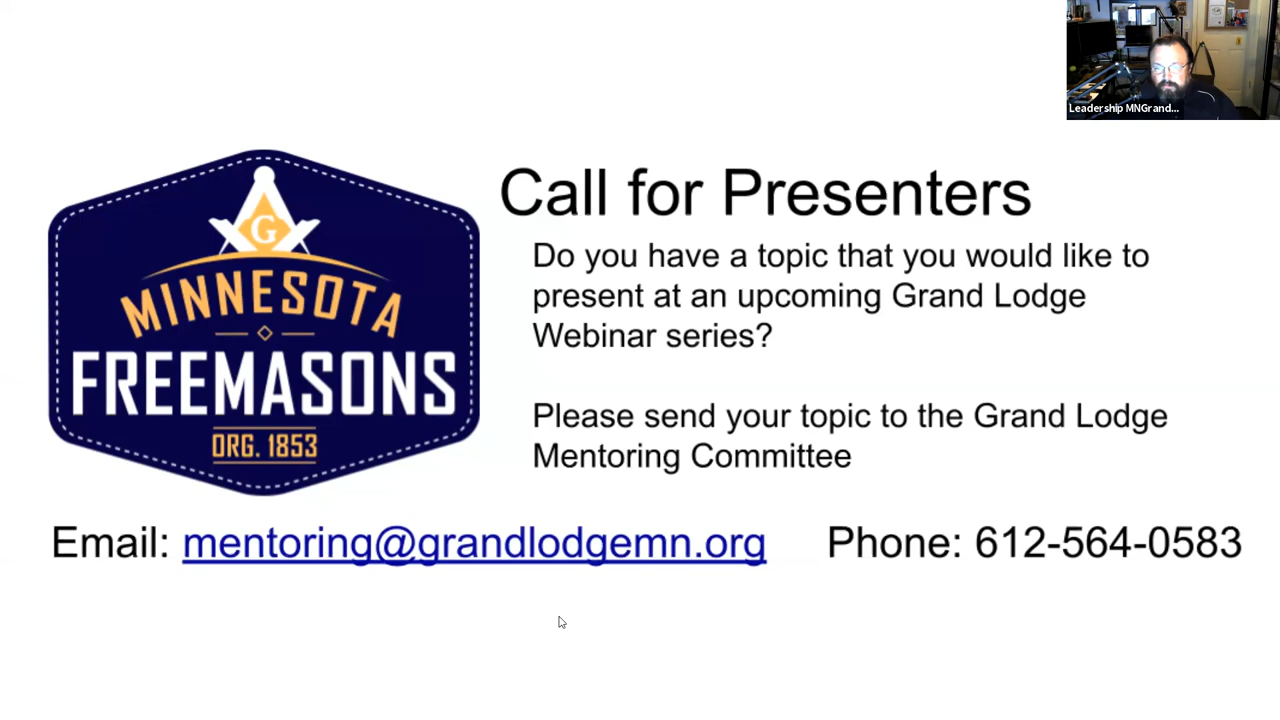 Leadership MNGrand...
Call for Presenters
G
MINNESOTA
FREEMASONS
ORG. 1853
Do you have a topic that you would like to
present at an upcoming Grand Lodge
Webinar series?
Please send your topic to the Grand Lodge
Mentoring Committee
Email: mentoring@grandlodgemn.org Phone: 612-564-0583